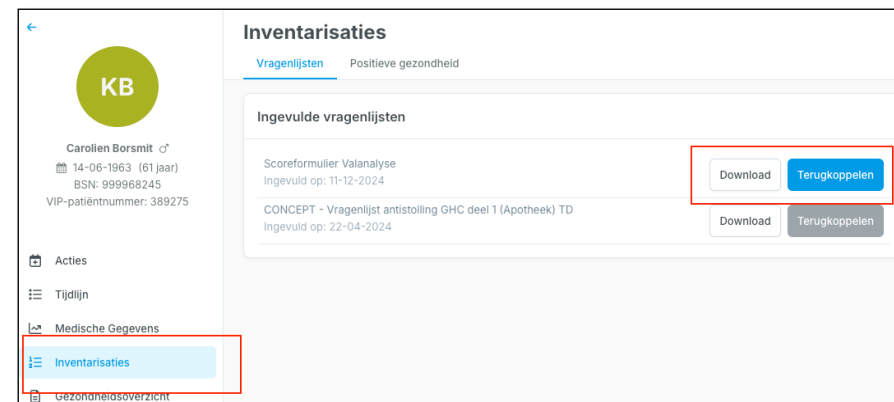 KB
Carolien Borsmit
14-06-1963 (61 jaar)
BSN: 999968245
VIP-patiëntnummer: 389275
Acties
Tijdlijn
Medische Gegevens
Inventarisaties
Gezondheidsoverzicht
Inventarisaties
Vragenlijsten Positieve gezondheid
Ingevulde vragenlijsten
Scoreformulier Valanalyse
Ingevuld op: 11-12-2024
Download Terugkoppelen
CONCEPT - Vragenlijst antistolling GHC deel 1 (Apotheek) TD
Ingevuld op: 22-04-2024
Download Terugkoppelen